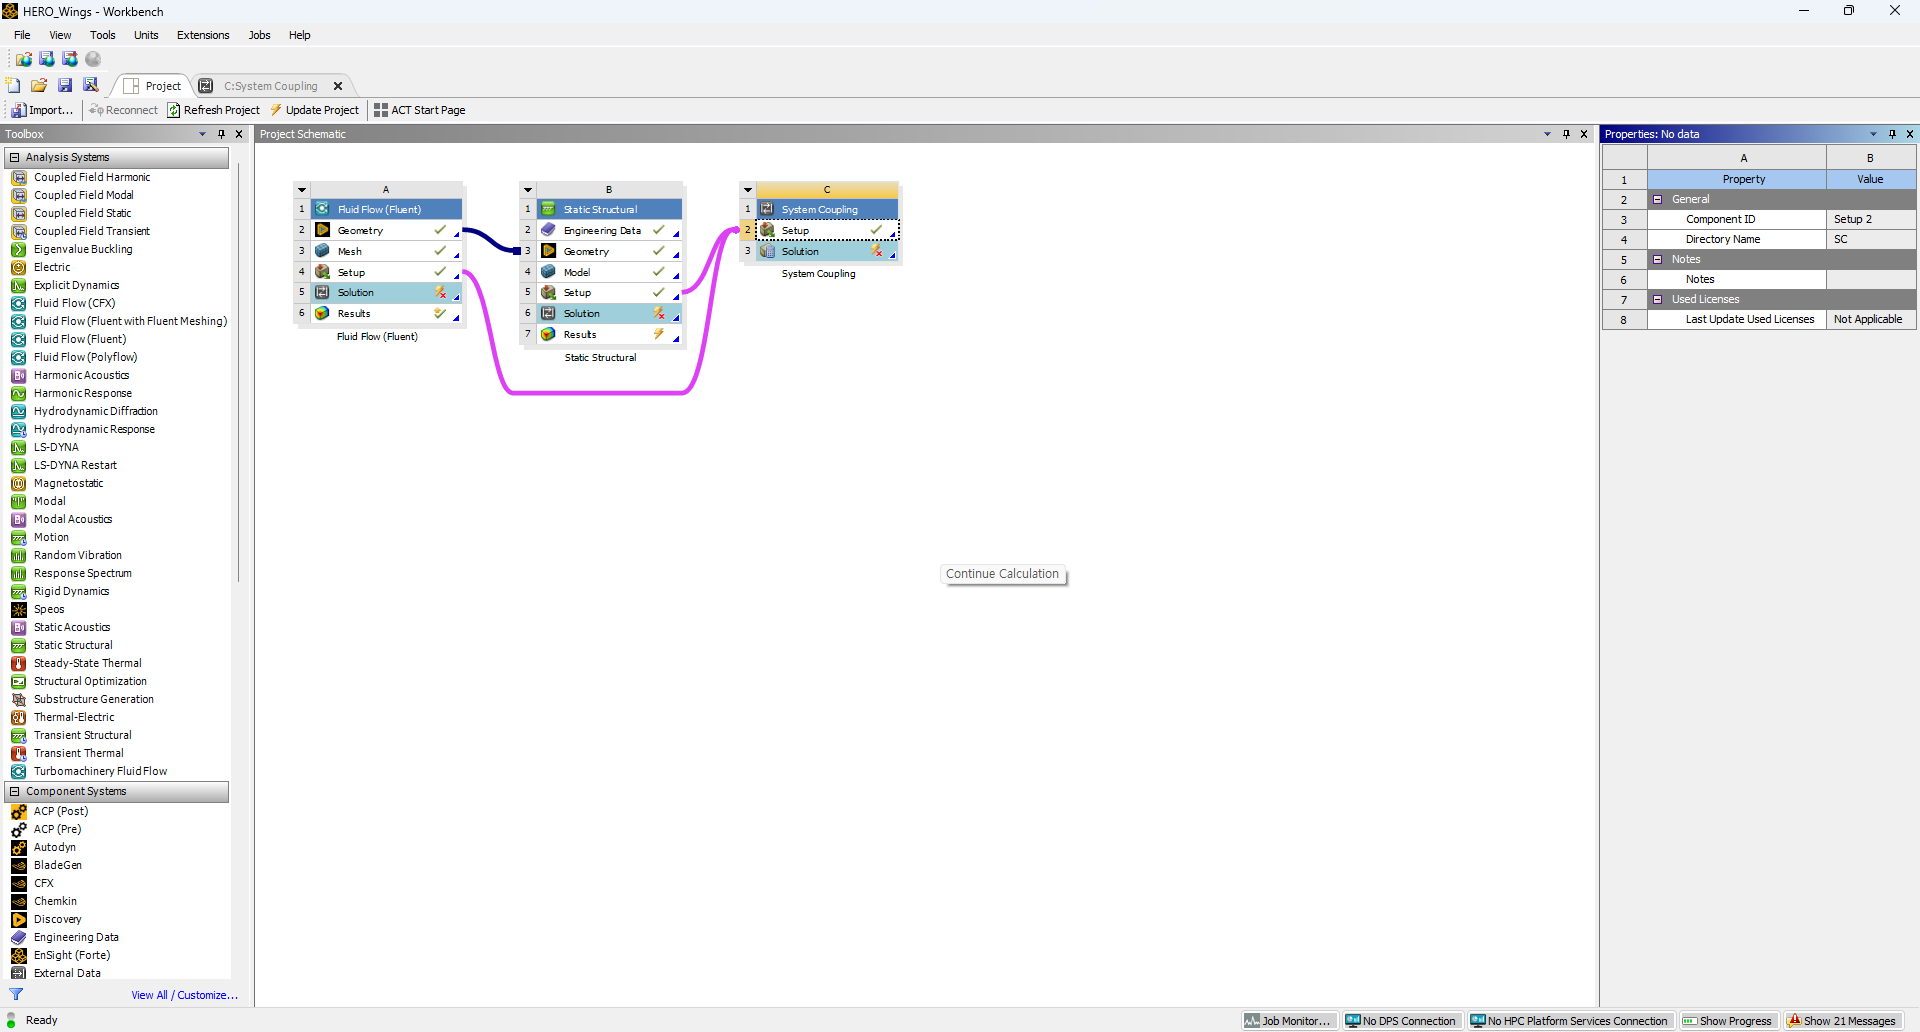 HERO_Wings - Workbench
File View Tools Units Extensions Jobs Help
Project C:System Coupling
Import... Reconnect Refresh Project Update Project ACT Start Page
Toolbox
Analysis Systems
Coupled Field Harmonic
Coupled Field Modal
Coupled Field Static
Coupled Field Transient
Eigenvalue Buckling
Electric
Explicit Dynamics
Fluid Flow (CFX)
Fluid Flow (Fluent with Fluent Meshing)
Fluid Flow (Fluent)
Fluid Flow (Polyflow)
Harmonic Acoustics
Harmonic Response
Hydrodynamic Diffraction
Hydrodynamic Response
LS-DYNA
LS-DYNA Restart
Magnetostatic
Modal
Modal Acoustics
Motion
Random Vibration
Response Spectrum
Rigid Dynamics
Speos
Static Acoustics
Static Structural
Steady-State Thermal
Structural Optimization
Substructure Generation
Thermal-Electric
Transient Structural
Transient Thermal
Turbomachinery Fluid Flow
Component Systems
ACP (Post)
ACP (Pre)
Autodyn
BladeGen
CFX
Chemkin
Discovery
Engineering Data
EnSight (Forte)
External Data
View All / Customize...
Project Schematic
A
1 Fluid Flow (Fluent)
2 Geometry
3 Mesh
4 Setup
5 Solution
6 Results
Fluid Flow (Fluent)
B
1 Static Structural
2 Engineering Data
3 Geometry
4 Model
5 Setup
6 Solution
7 Results
Static Structural
C
1 System Coupling
2 Setup
3 Solution
System Coupling
Continue Calculation
Properties: No data
A B
1 Property Value
2 General
3 Component ID Setup 2
4 Directory Name SC
5 Notes
6 Notes
7 Used Licenses
8 Last Update Used Licenses Not Applicable
Ready
Job Monitor... No DPS Connection No HPC Platform Services Connection Show Progress Show 21 Messages